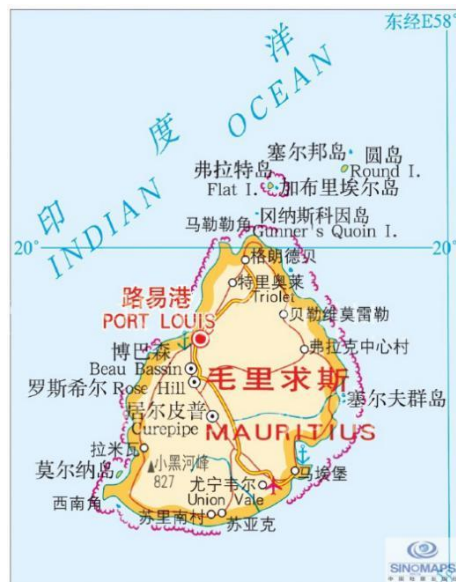 东经E58°
印度洋
INDIAN OCEAN
塞尔邦岛
圆岛
Round I.
弗拉特岛
Flat I.
加布里埃尔岛
冈纳斯科因岛
Gunner's Quoin I.
马勒勒角
20°
20°
格朗德贝
特里奥莱
Triolet
路易港
PORT LOUIS
贝勒维莫雷勒
博巴森
Beau Bassin
弗拉克中心村
罗斯希尔 Rose Hill
毛里求斯
MAURITIUS
塞尔夫群岛
居尔皮普
Curepipe
拉米瓦
小黑河峰
827
莫尔纳岛
马埃堡
尤宁韦尔
Union Vale
西南角
苏里南村
苏亚克
SINOMAPS